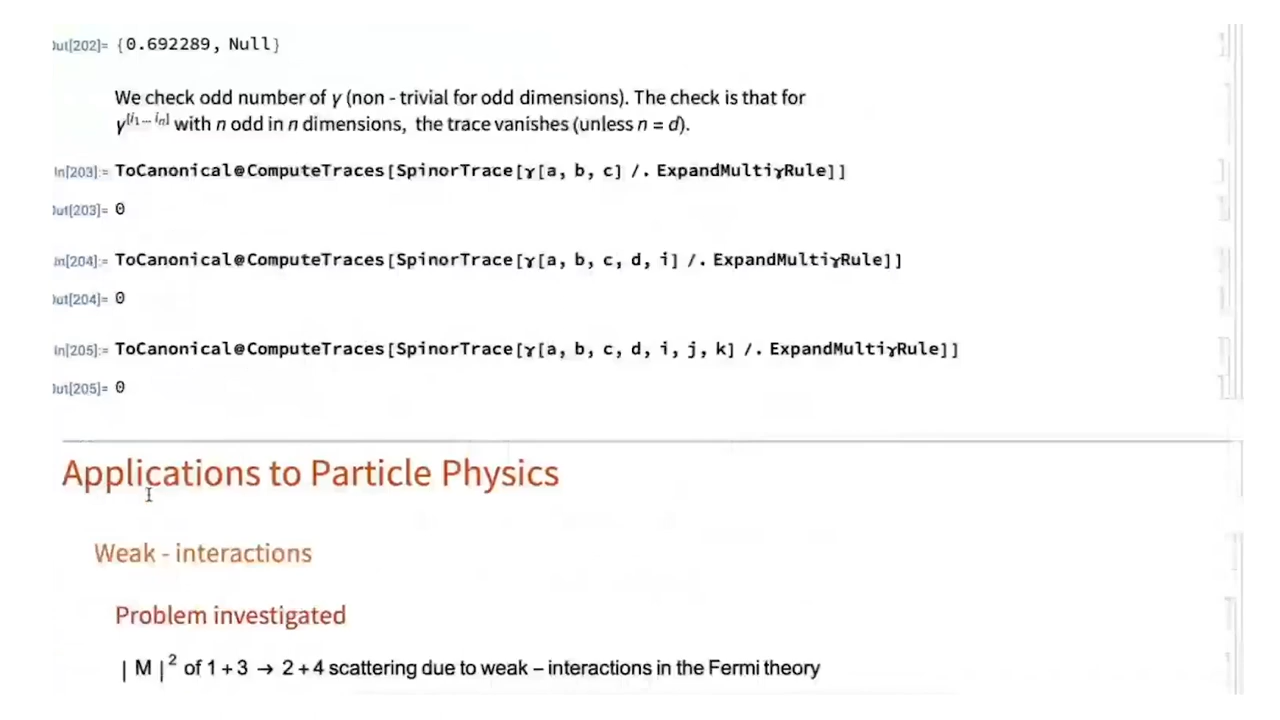 Out[202]= {0.692289, Null}
We check odd number of γ (non - trivial for odd dimensions). The check is that for
γ^[i₁… iₙ] with n odd in n dimensions, the trace vanishes (unless n = d).
In[203]:= ToCanonical@ComputeTraces[SpinorTrace[γ[a, b, c] /. ExpandMultiγRule]]
Out[203]= 0
In[204]:= ToCanonical@ComputeTraces[SpinorTrace[γ[a, b, c, d, i] /. ExpandMultiγRule]]
Out[204]= 0
In[205]:= ToCanonical@ComputeTraces[SpinorTrace[γ[a, b, c, d, i, j, k] /. ExpandMultiγRule]]
Out[205]= 0
Applications to Particle Physics
Weak - interactions
Problem investigated
| M |² of 1 + 3 → 2 + 4 scattering due to weak – interactions in the Fermi theory